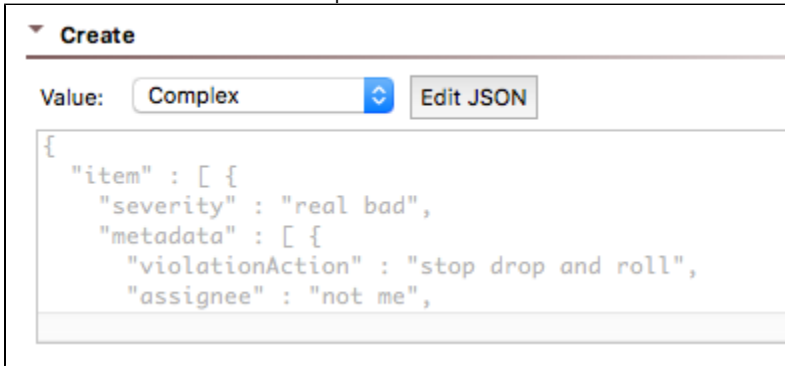 Create
Value: Complex Edit JSON
{
"item" : [ {
"severity" : "real bad",
"metadata" : [ {
"violationAction" : "stop drop and roll",
"assignee" : "not me",